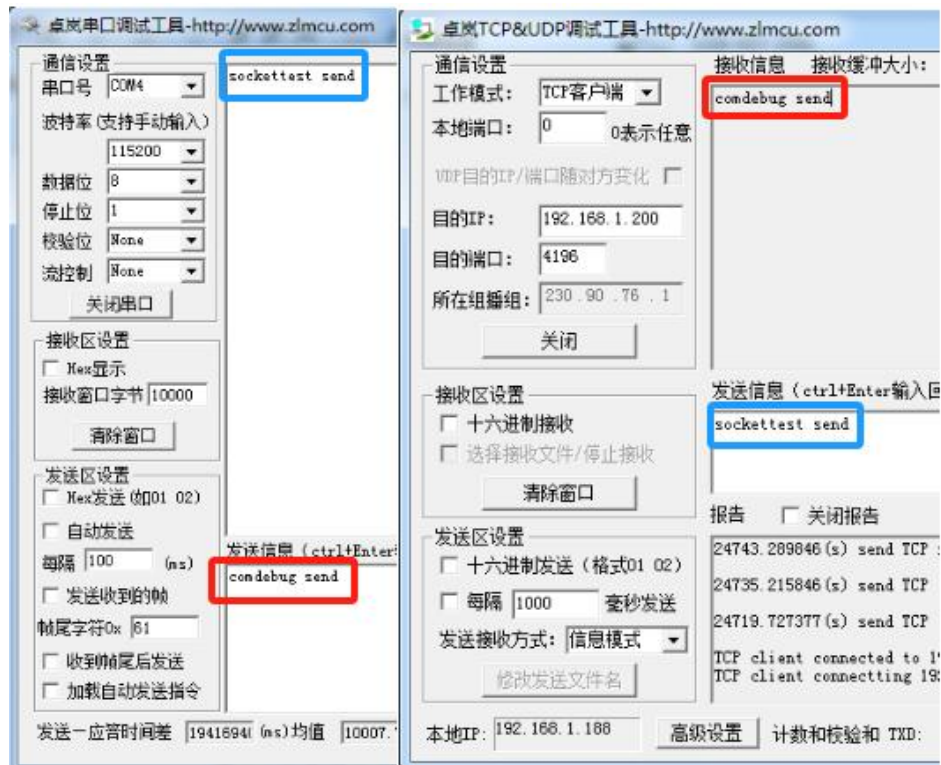 卓岚串口调试工具-http://www.zlmcu.com
通信设置
串口号 COM4
波特率(支持手动输入)
115200
数据位 8
停止位 1
校验位 None
流控制 None
关闭串口
接收区设置
Hex显示
接收窗口字节 10000
清除窗口
发送区设置
Hex发送(如01 02)
自动发送
每隔 100 (ms)
发送收到的帧
帧尾字符0x 61
收到帧尾后发送
加载自动发送指令
发送一应答时间差 1941694( (ms)均值 10007.
sockettest send
发送信息(ctrl+Enter
comdebug send
卓岚TCP&UDP调试工具-http://www.zlmcu.com
通信设置
工作模式: TCP客户端
本地端口: 0 0表示任意
UDP目的IP/端口随对方变化
目的IP: 192.168.1.200
目的端口: 4196
所在组播组: 230.90.76.1
关闭
接收区设置
十六进制接收
选择接收文件/停止接收
清除窗口
发送区设置
十六进制发送(格式01 02)
每隔 1000 毫秒发送
发送接收方式: 信息模式
修改发送文件名
接收信息 接收缓冲大小:
comdebug send
发送信息(ctrl+Enter输入回
sockettest send
报告 关闭报告
24743.289846(s) send TCP
24735.215846(s) send TCP
24719.727377(s) send TCP
TCP client connected to 1
TCP client connectting 19
本地IP: 192.168.1.188 高级设置 计数和校验和 TXD: